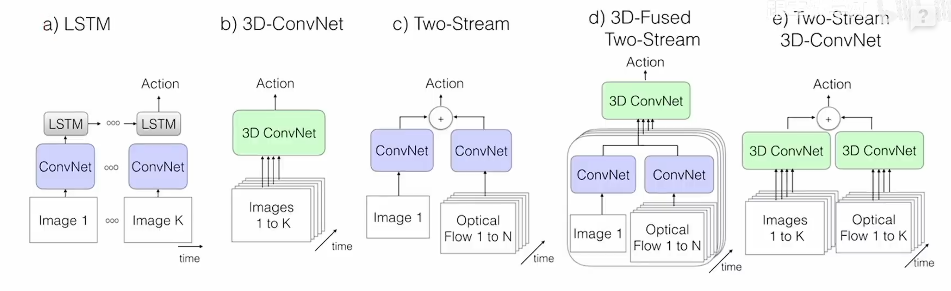 a) LSTM
Action
LSTM
LSTM
ConvNet
ConvNet
Image 1
Image K
time
b) 3D-ConvNet
Action
3D ConvNet
Images
1 to K
time
c) Two-Stream
Action
+
ConvNet
ConvNet
Image 1
Optical
Flow 1 to N
time
d) 3D-Fused
Two-Stream
Action
3D ConvNet
ConvNet
ConvNet
Image 1
Optical
Flow 1 to N
time
e) Two-Stream
3D-ConvNet
Action
+
3D ConvNet
3D ConvNet
Images
1 to K
Optical
Flow 1 to K
time
?